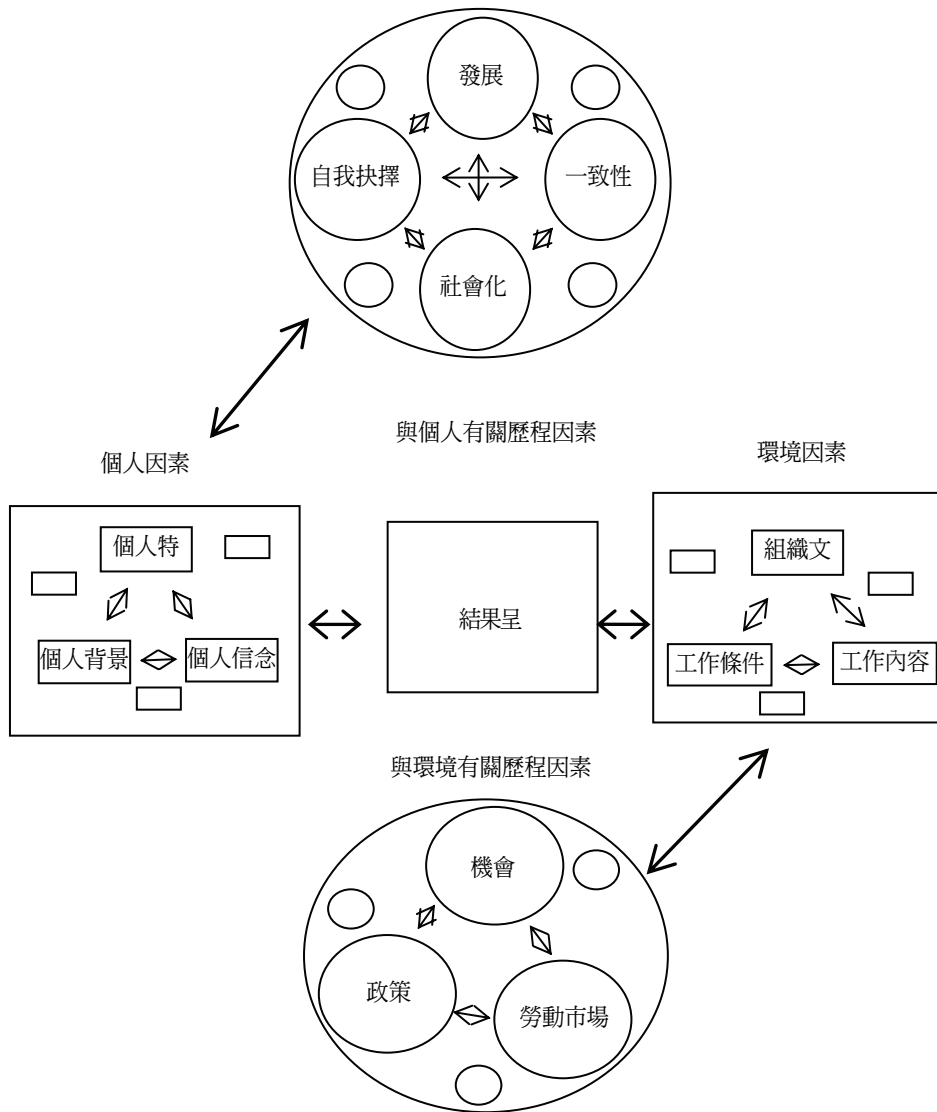 發展
自我抉擇
一致性
社會化
與個人有關歷程因素
個人因素
環境因素
個人特
個人背景
個人信念
結果呈
組織文
工作條件
工作內容
與環境有關歷程因素
機會
政策
勞動市場